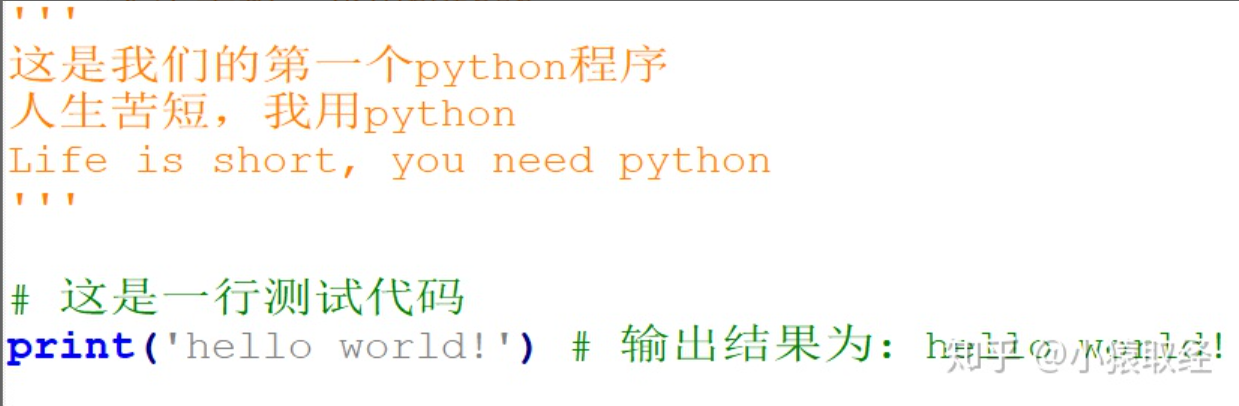 '''
这是我们的第一个python程序
人生苦短，我用python
Life is short, you need python
'''
# 这是一行测试代码
print('hello world!') # 输出结果为：hello world!
知乎 @小猿取经